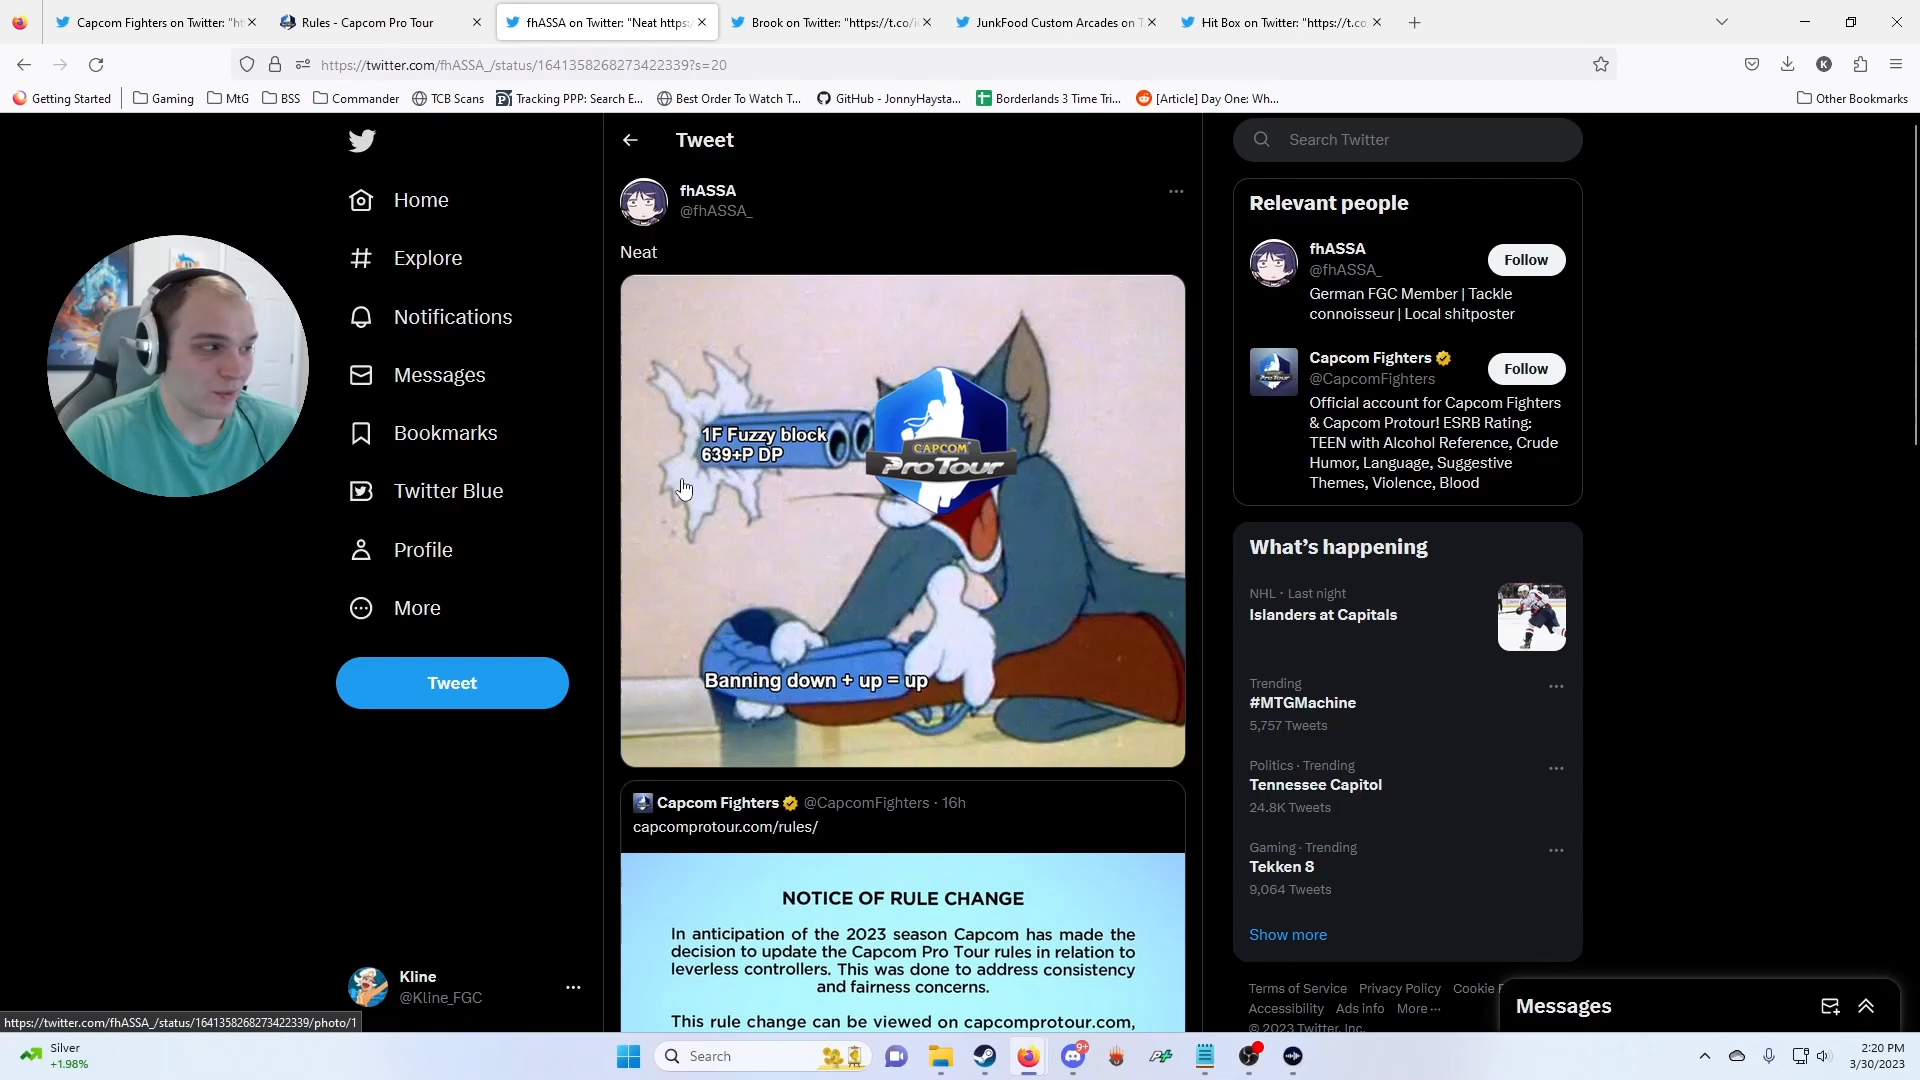 Capcom Fighters on Twitter: "ht
Rules - Capcom Pro Tour
fhASSA on Twitter: "Neat https:
Brook on Twitter: "https://t.co/i
JunkFood Custom Arcades on T
Hit Box on Twitter: "https://t.co
https://twitter.com/fhASSA_/status/1641358268273422339?s=20
K
Getting Started
Gaming
MtG
BSS
Commander
TCB Scans
Tracking PPP: Search E...
Best Order To Watch T...
GitHub - JonnyHaysta...
Borderlands 3 Time Tri...
[Article] Day One: Wh...
Other Bookmarks
Home
Explore
Notifications
Messages
Bookmarks
Twitter Blue
Profile
More
Tweet
Kline
@Kline_FGC
https://twitter.com/fhASSA_/status/1641358268273422339/photo/1
Tweet
fhASSA
@fhASSA_
Neat
1F Fuzzy block
639+P DP
CAPCOM
PRO TOUR
Banning down + up = up
Capcom Fighters @CapcomFighters · 16h
capcomprotour.com/rules/
NOTICE OF RULE CHANGE
In anticipation of the 2023 season Capcom has made the
decision to update the Capcom Pro Tour rules in relation to
leverless controllers. This was done to address consistency
and fairness concerns.
This rule change can be viewed on capcomprotour.com,
Search Twitter
Relevant people
fhASSA
@fhASSA_
Follow
German FGC Member | Tackle
connoisseur | Local shitposter
Capcom Fighters
@CapcomFighters
Follow
Official account for Capcom Fighters
& Capcom Protour! ESRB Rating:
TEEN with Alcohol Reference, Crude
Humor, Language, Suggestive
Themes, Violence, Blood
What's happening
NHL · Last night
Islanders at Capitals
Trending
#MTGMachine
5,757 Tweets
Politics · Trending
Tennessee Capitol
24.8K Tweets
Gaming · Trending
Tekken 8
9,064 Tweets
Show more
Terms of Service Privacy Policy Cookie P
Accessibility Ads info More ···
© 2023 Twitter, Inc.
Messages
Silver
+1.98%
Search
9+
2:20 PM
3/30/2023